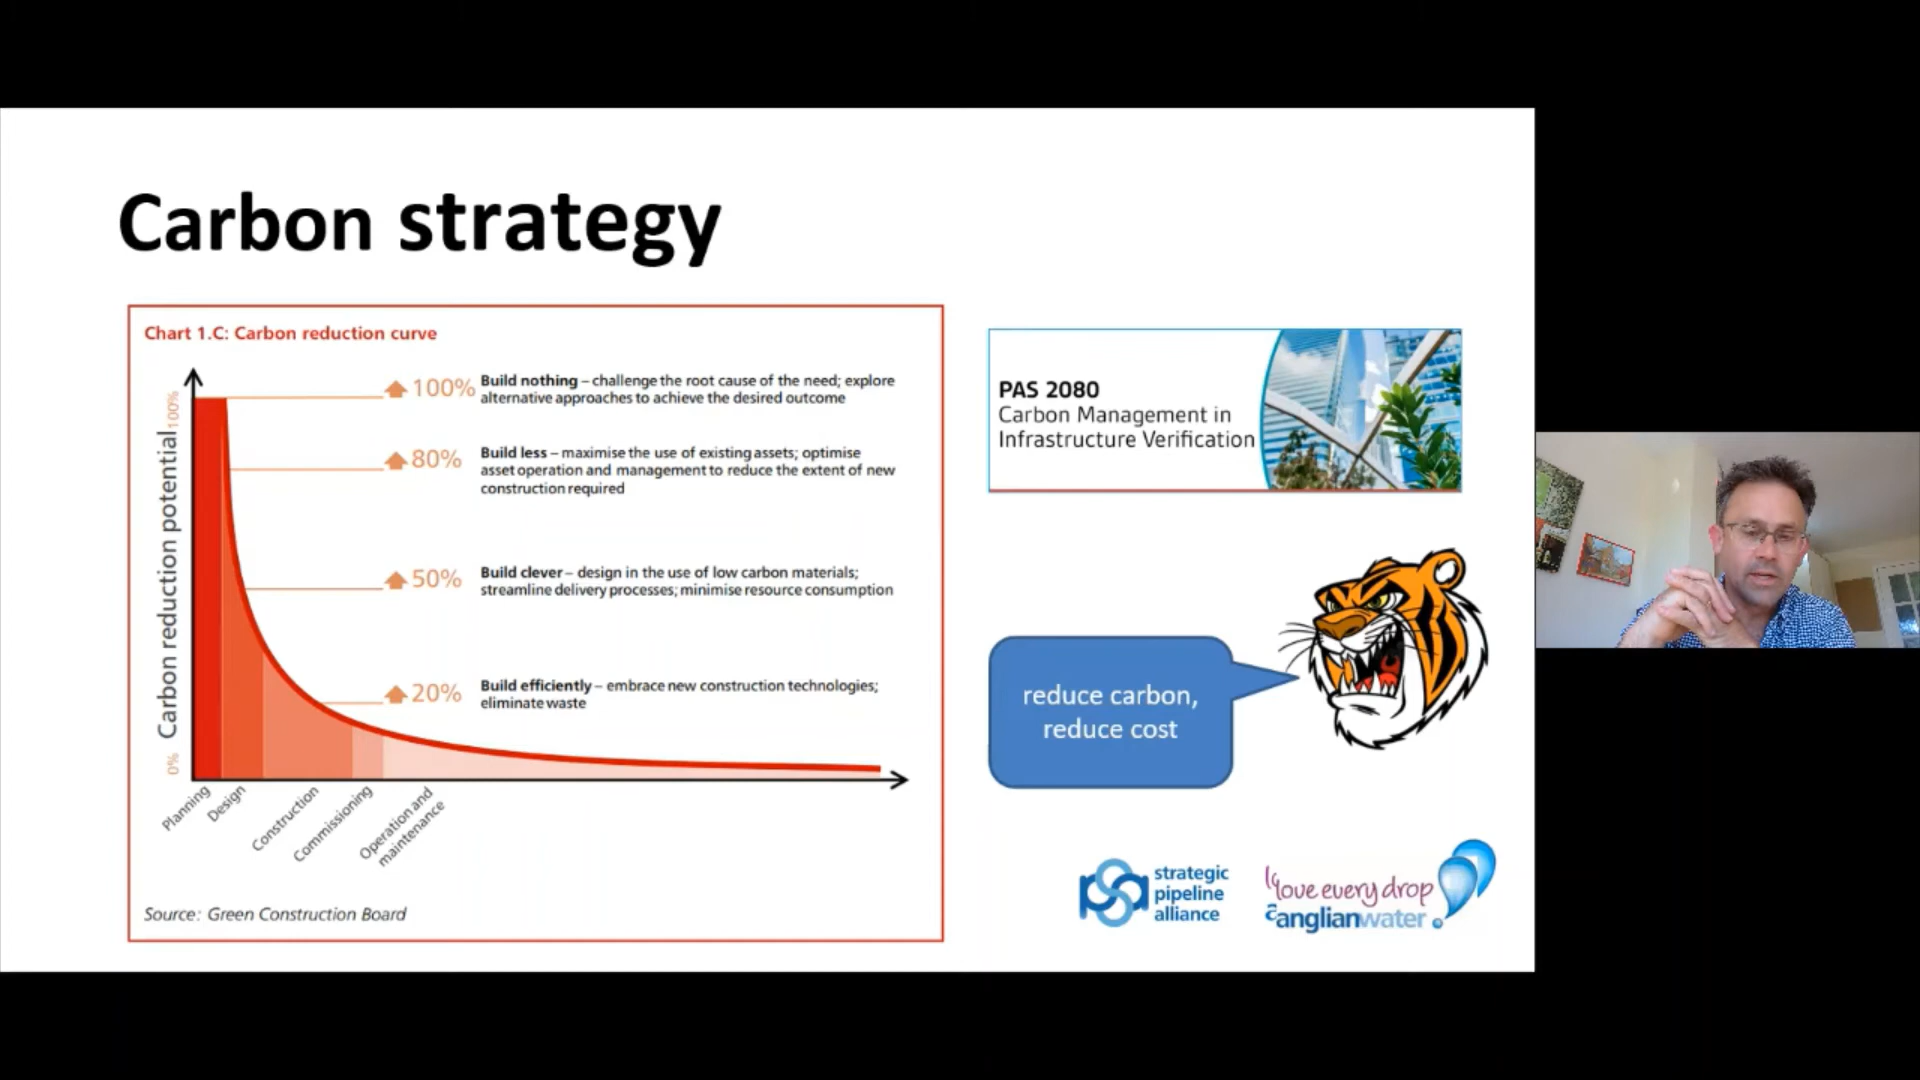 Carbon strategy
Chart 1.C: Carbon reduction curve
Carbon reduction potential
100%
0%
100%
Build nothing – challenge the root cause of the need; explore
alternative approaches to achieve the desired outcome
80%
Build less – maximise the use of existing assets; optimise
asset operation and management to reduce the extent of new
construction required
50%
Build clever – design in the use of low carbon materials;
streamline delivery processes; minimise resource consumption
20%
Build efficiently – embrace new construction technologies;
eliminate waste
Planning
Design
Construction
Commissioning
Operation and
maintenance
Source: Green Construction Board
PAS 2080
Carbon Management in
Infrastructure Verification
reduce carbon,
reduce cost
strategic
pipeline
alliance
love every drop
anglianwater